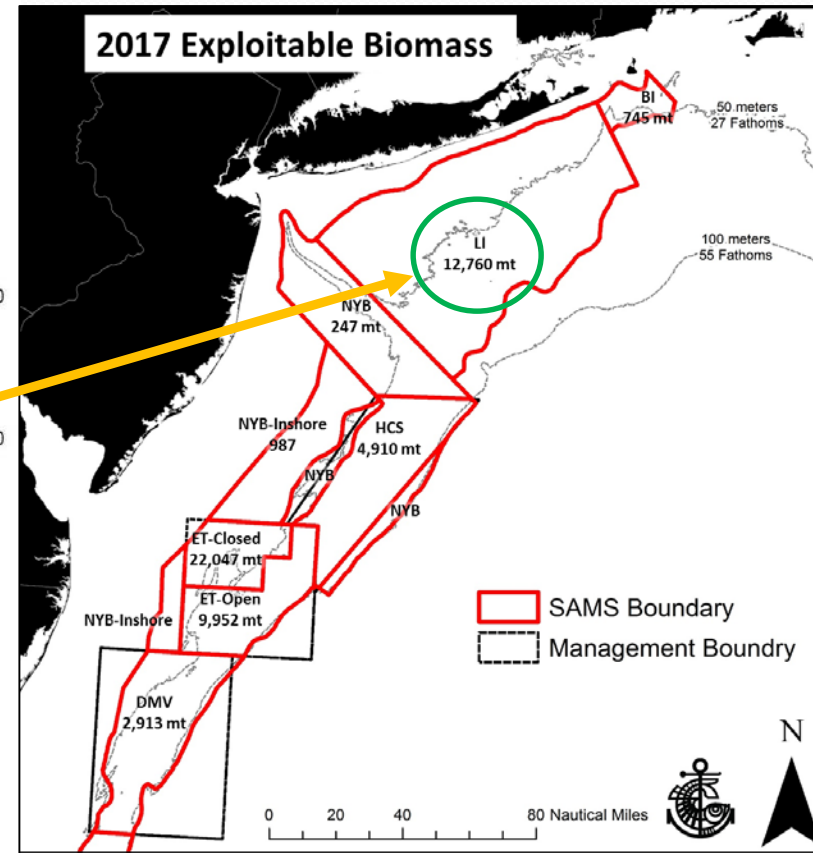 2017 Exploitable Biomass
BI
745 mt
50 meters
27 Fathoms
LI
12,760 mt
100 meters
55 Fathoms
NYB
247 mt
NYB-Inshore
987
HCS
4,910 mt
NYB
NYB
ET-Closed
22,047 mt
ET-Open
9,952 mt
NYB-Inshore
DMV
2,913 mt
SAMS Boundary
Management Boundry
N
0 20 40 80 Nautical Miles
0
0